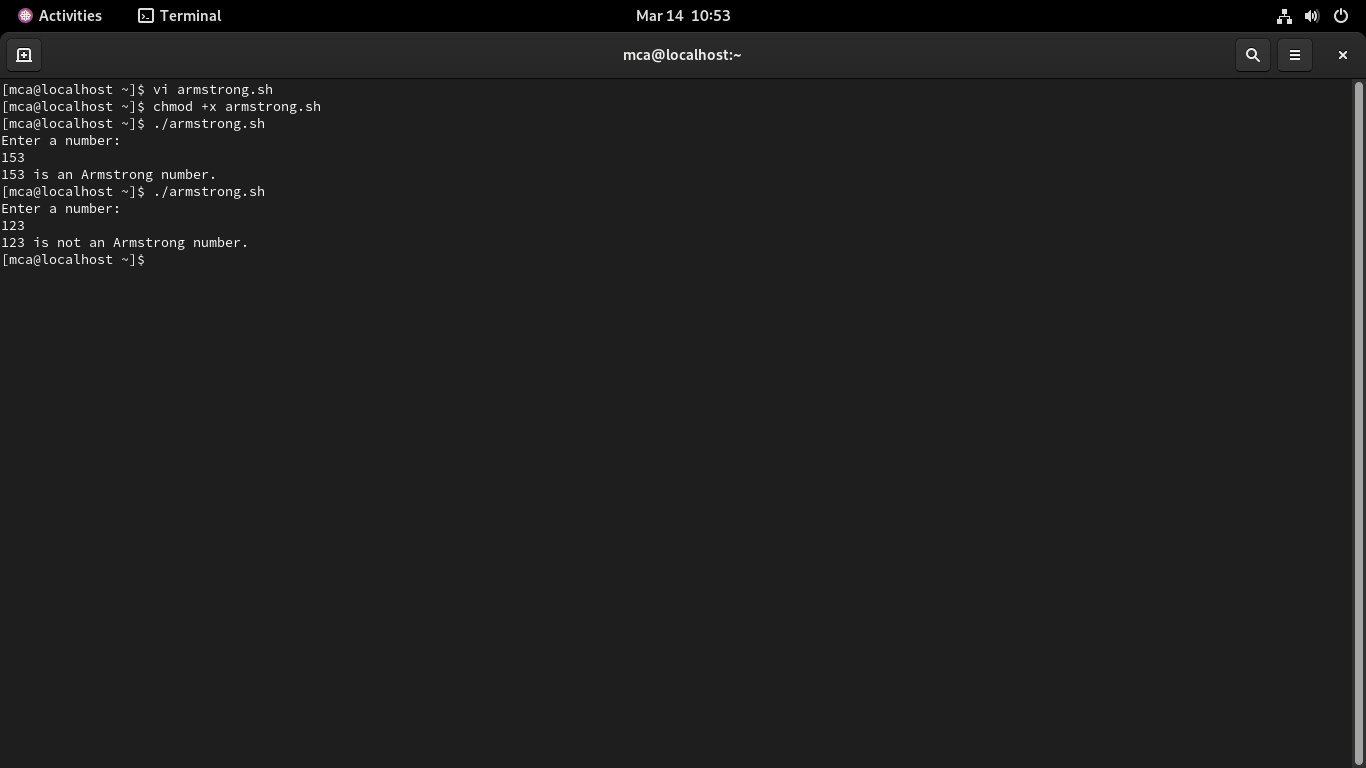 Activities Terminal Mar 14 10:53
mca@localhost:~
[mca@localhost ~]$ vi armstrong.sh
[mca@localhost ~]$ chmod +x armstrong.sh
[mca@localhost ~]$ ./armstrong.sh
Enter a number:
153
153 is an Armstrong number.
[mca@localhost ~]$ ./armstrong.sh
Enter a number:
123
123 is not an Armstrong number.
[mca@localhost ~]$